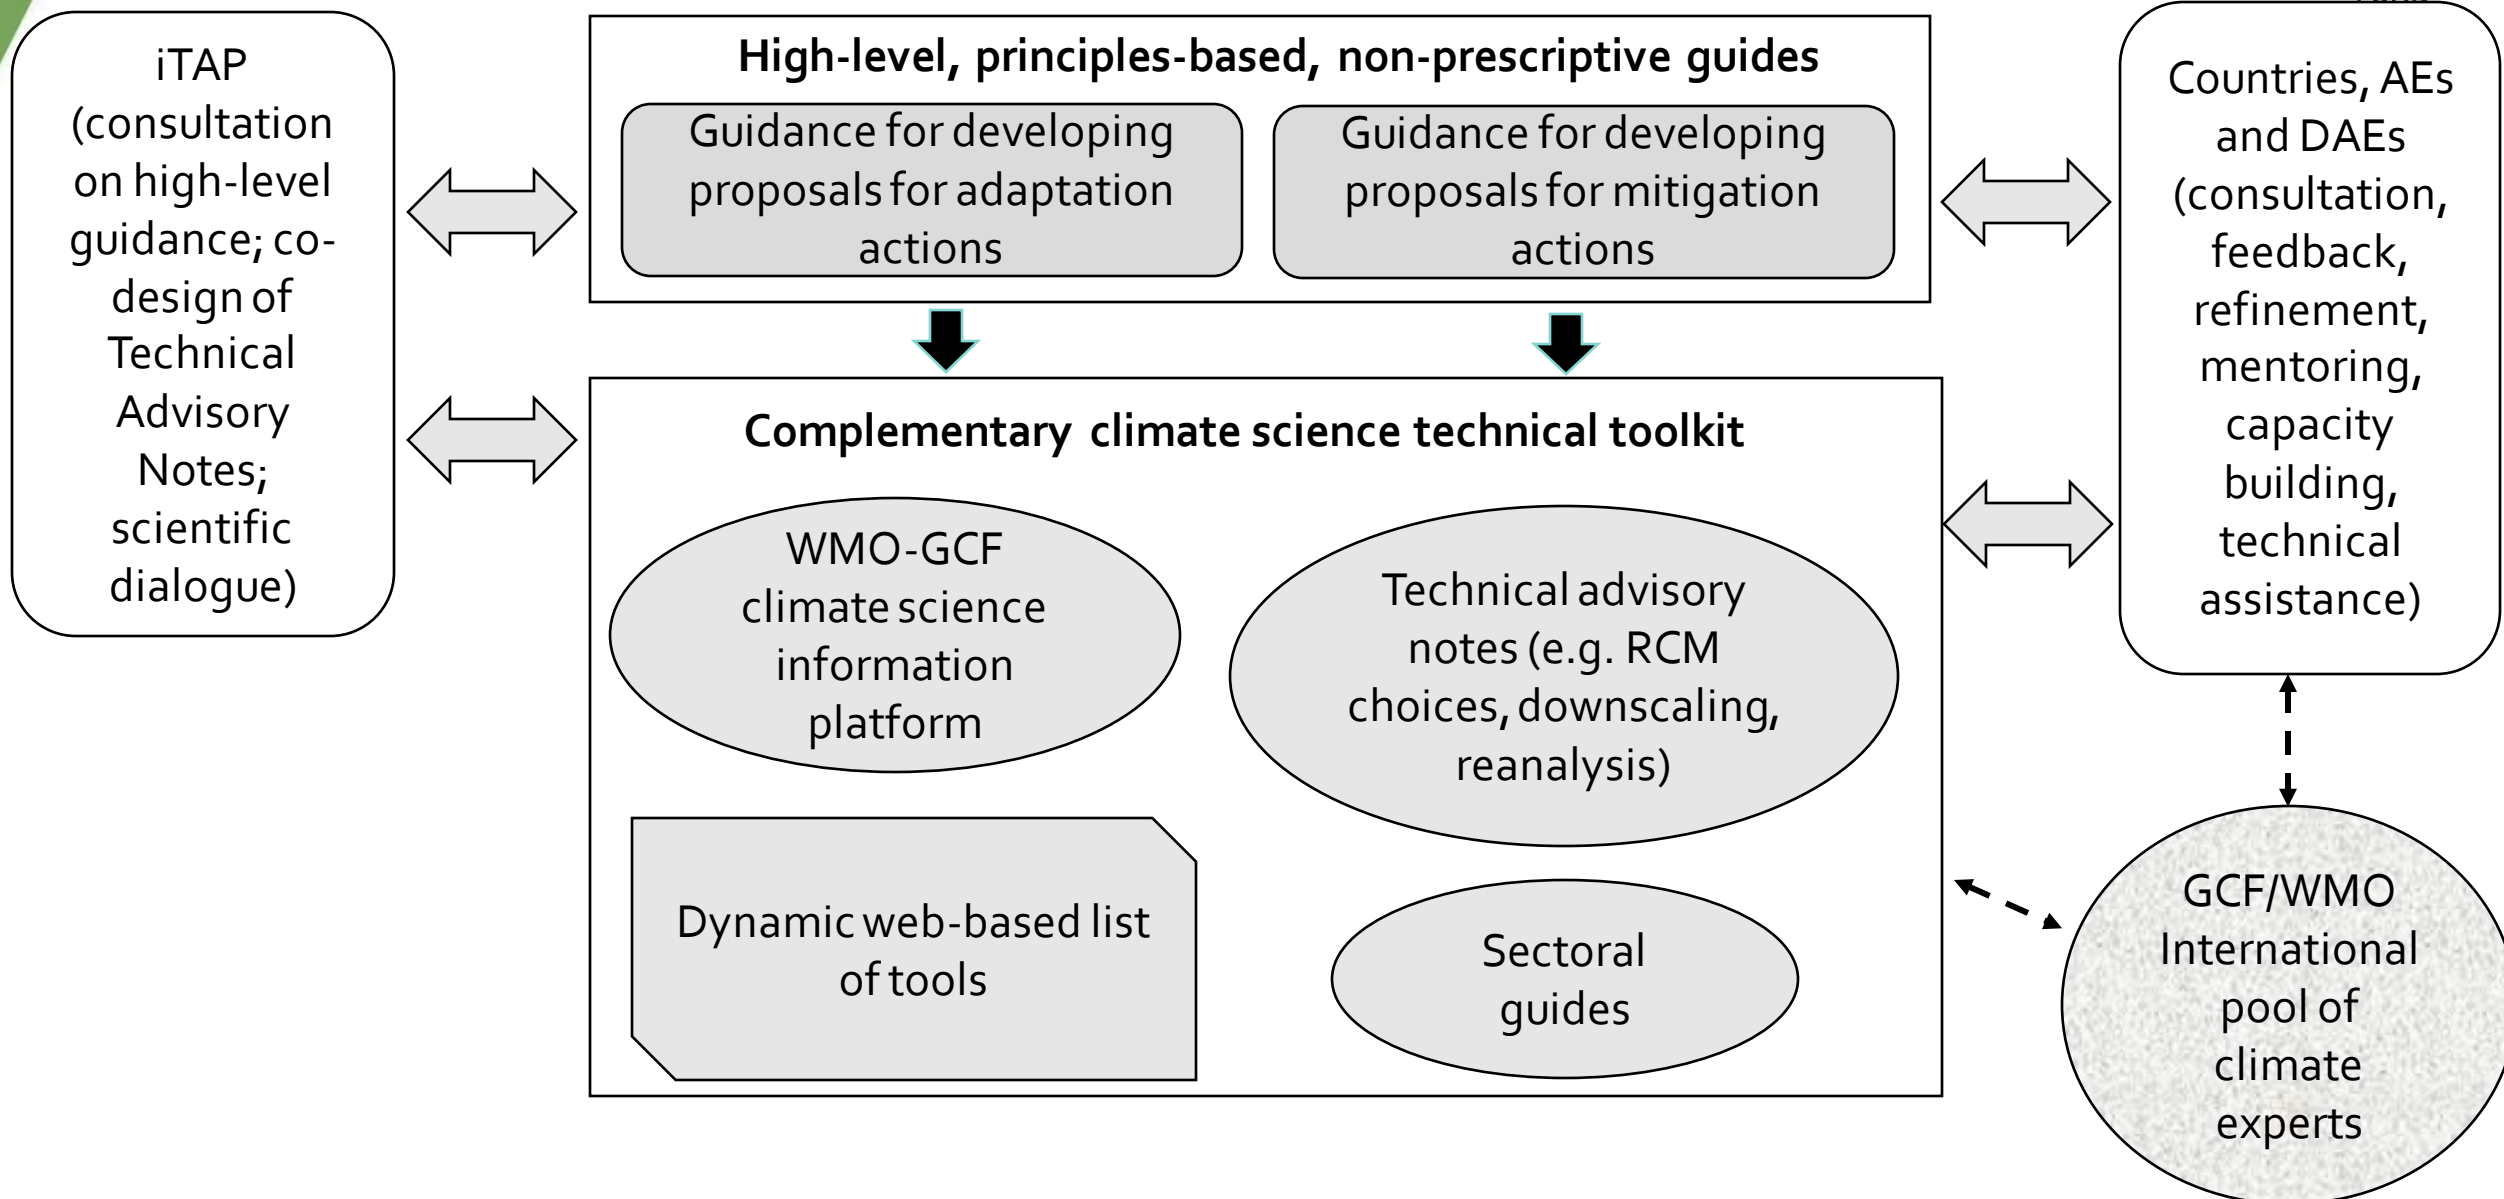 iTAP
(consultation
on high-level
guidance; co-
design of
Technical
Advisory
Notes;
scientific
dialogue)
High-level, principles-based, non-prescriptive guides
Guidance for developing
proposals for adaptation
actions
Guidance for developing
proposals for mitigation
actions
Complementary climate science technical toolkit
WMO-GCF
climate science
information
platform
Technical advisory
notes (e.g. RCM
choices, downscaling,
reanalysis)
Dynamic web-based list
of tools
Sectoral
guides
Countries, AEs
and DAEs
(consultation,
feedback,
refinement,
mentoring,
capacity
building,
technical
assistance)
GCF/WMO
International
pool of
climate
experts